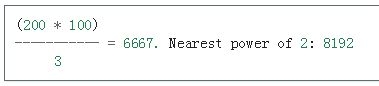 (200 * 100)
----------- = 6667. Nearest power of 2: 8192
3